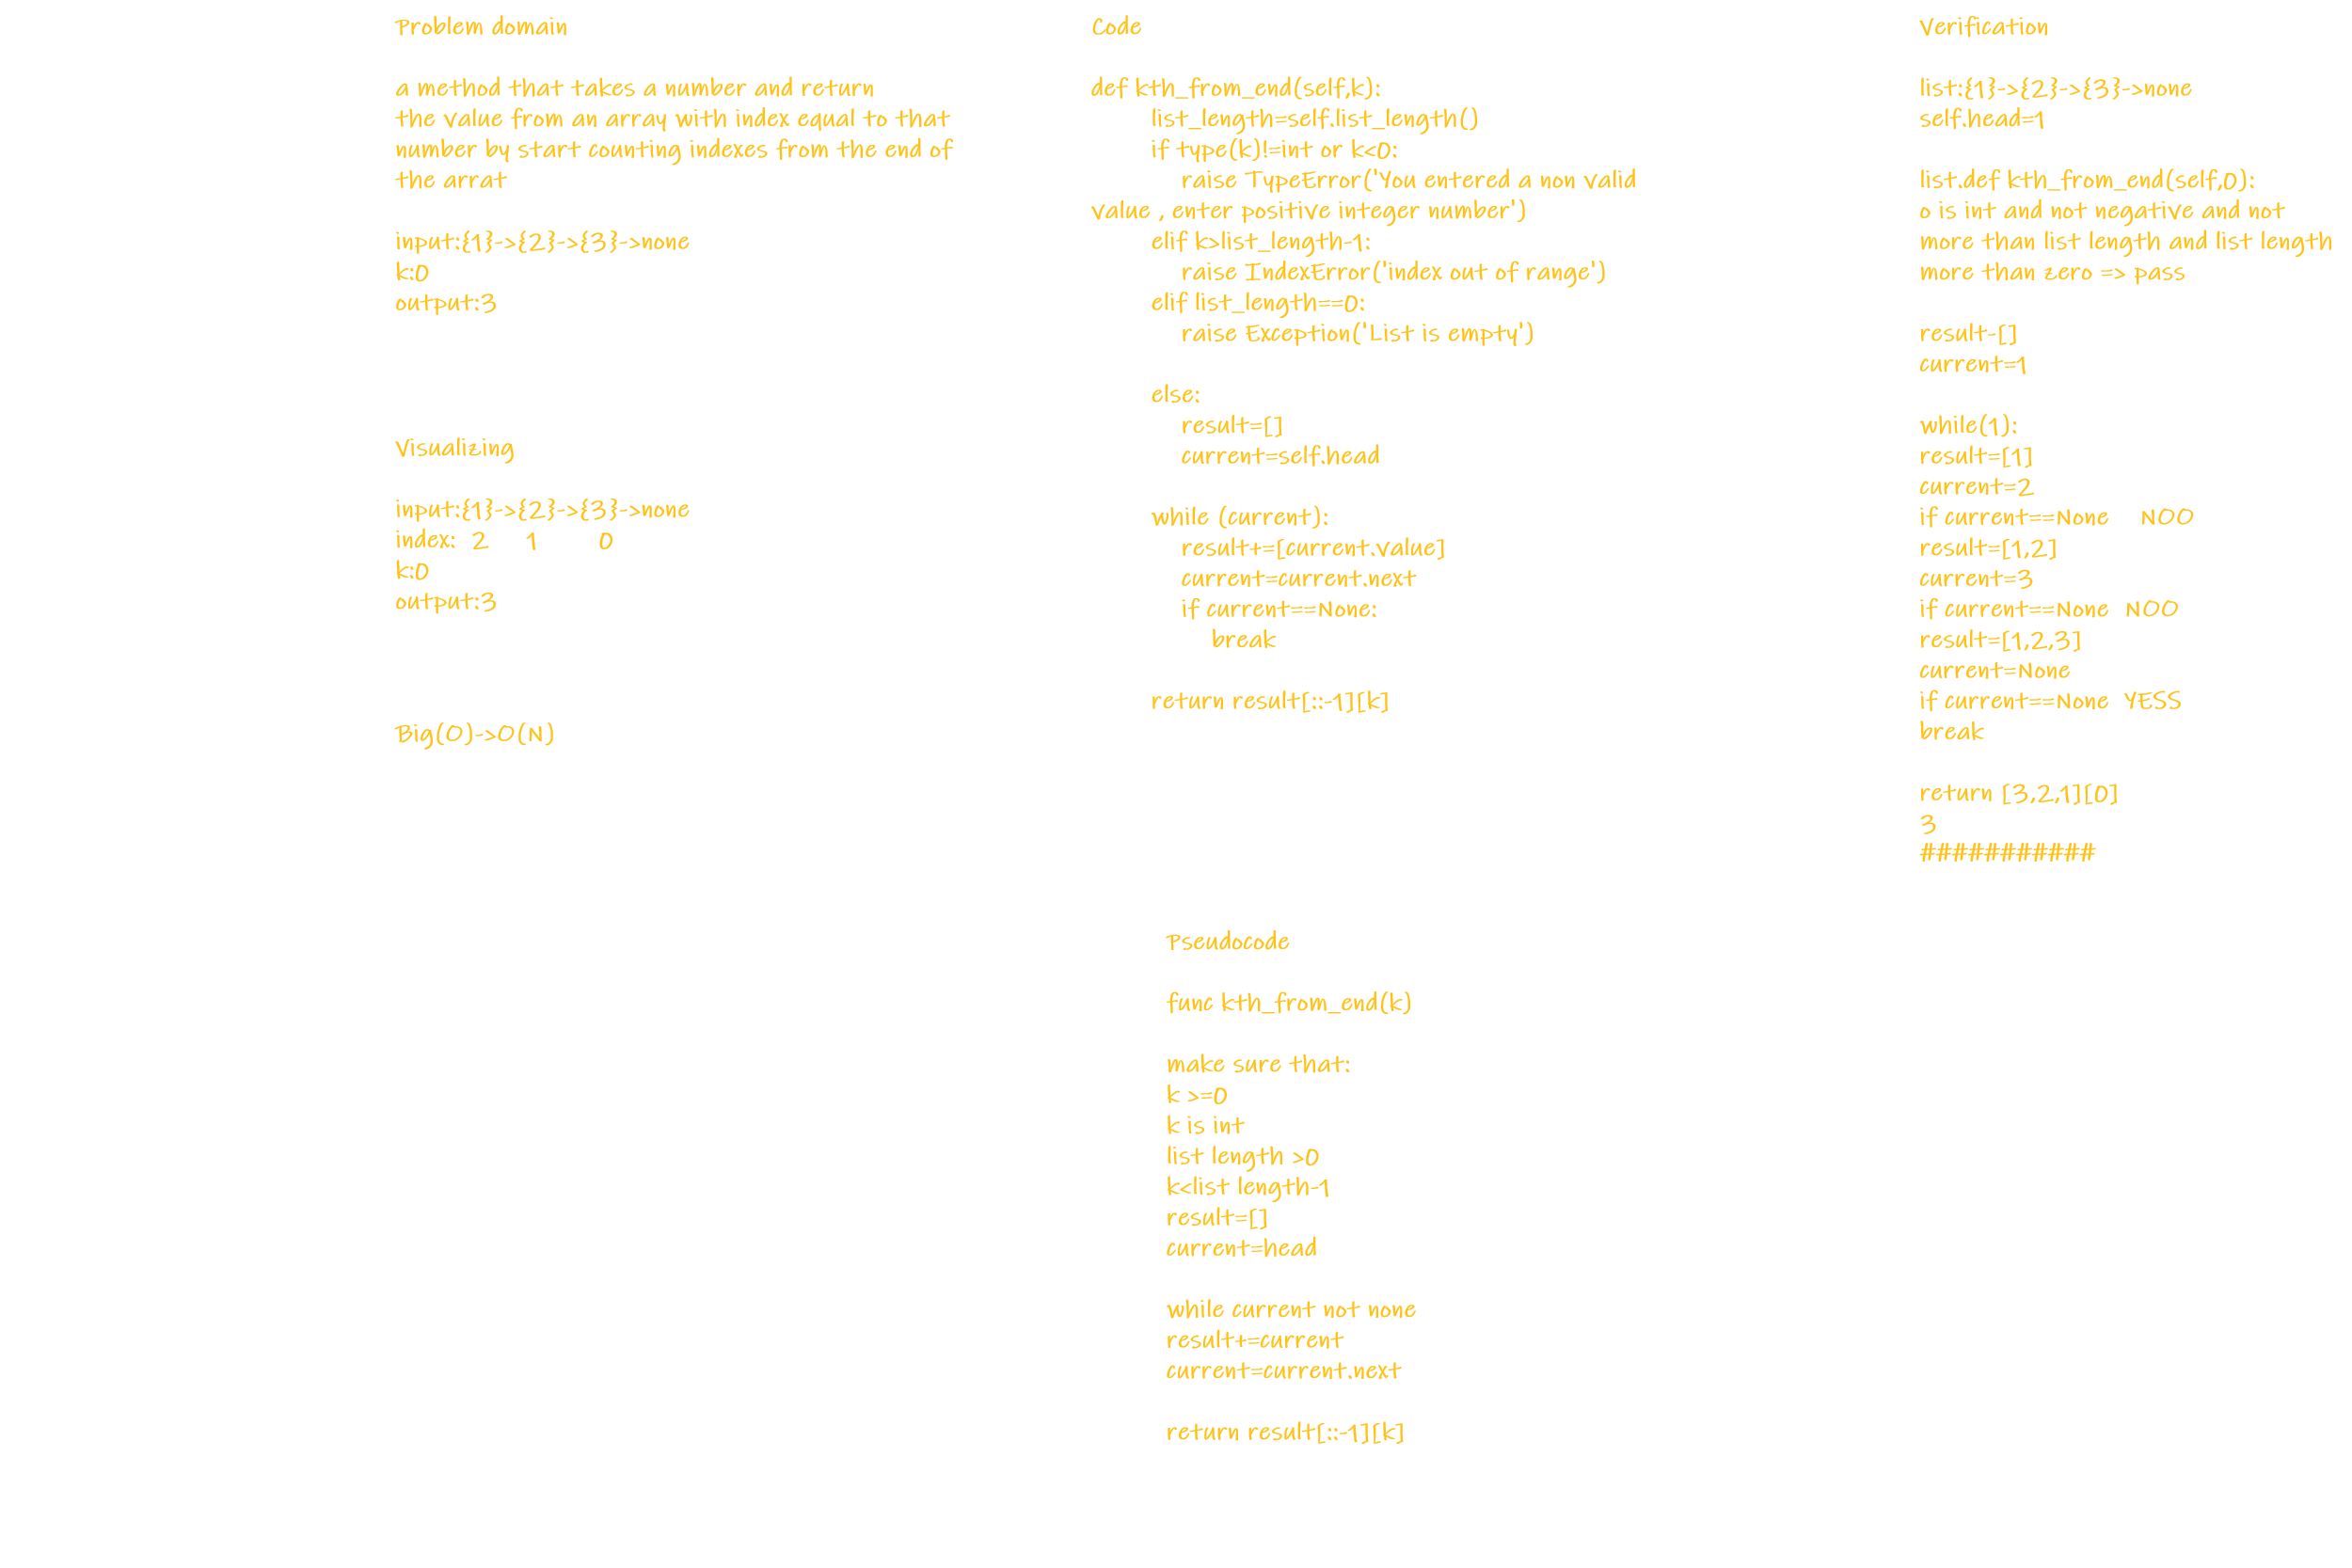 Problem domain
a method that takes a number and return
the value from an array with index equal to that
number by start counting indexes from the end of
the arrat
input:{1}->{2}->{3}->none
k:0
output:3
Visualizing
input:{1}->{2}->{3}->none
index: 2 1 0
k:0
output:3
Big(O)->O(N)
Code
def kth_from_end(self,k):
list_length=self.list_length()
if type(k)!=int or k<0:
raise TypeError('You entered a non valid
value , enter positive integer number')
elif k>list_length-1:
raise IndexError('index out of range')
elif list_length==0:
raise Exception('List is empty')
else:
result=[]
current=self.head
while (current):
result+=[current.value]
current=current.next
if current==None:
break
return result[::-1][k]
Pseudocode
func kth_from_end(k)
make sure that:
k >=0
k is int
list length >0
k<list length-1
result=[]
current=head
while current not none
result+=current
current=current.next
return result[::-1][k]
Verification
list:{1}->{2}->{3}->none
self.head=1
list.def kth_from_end(self,0):
0 is int and not negative and not
more than list length and list length
more than zero => pass
result-[]
current=1
while(1):
result=[1]
current=2
if current==None NOO
result=[1,2]
current=3
if current==None NOO
result=[1,2,3]
current=None
if current==None YESS
break
return [3,2,1][0]
3
###########